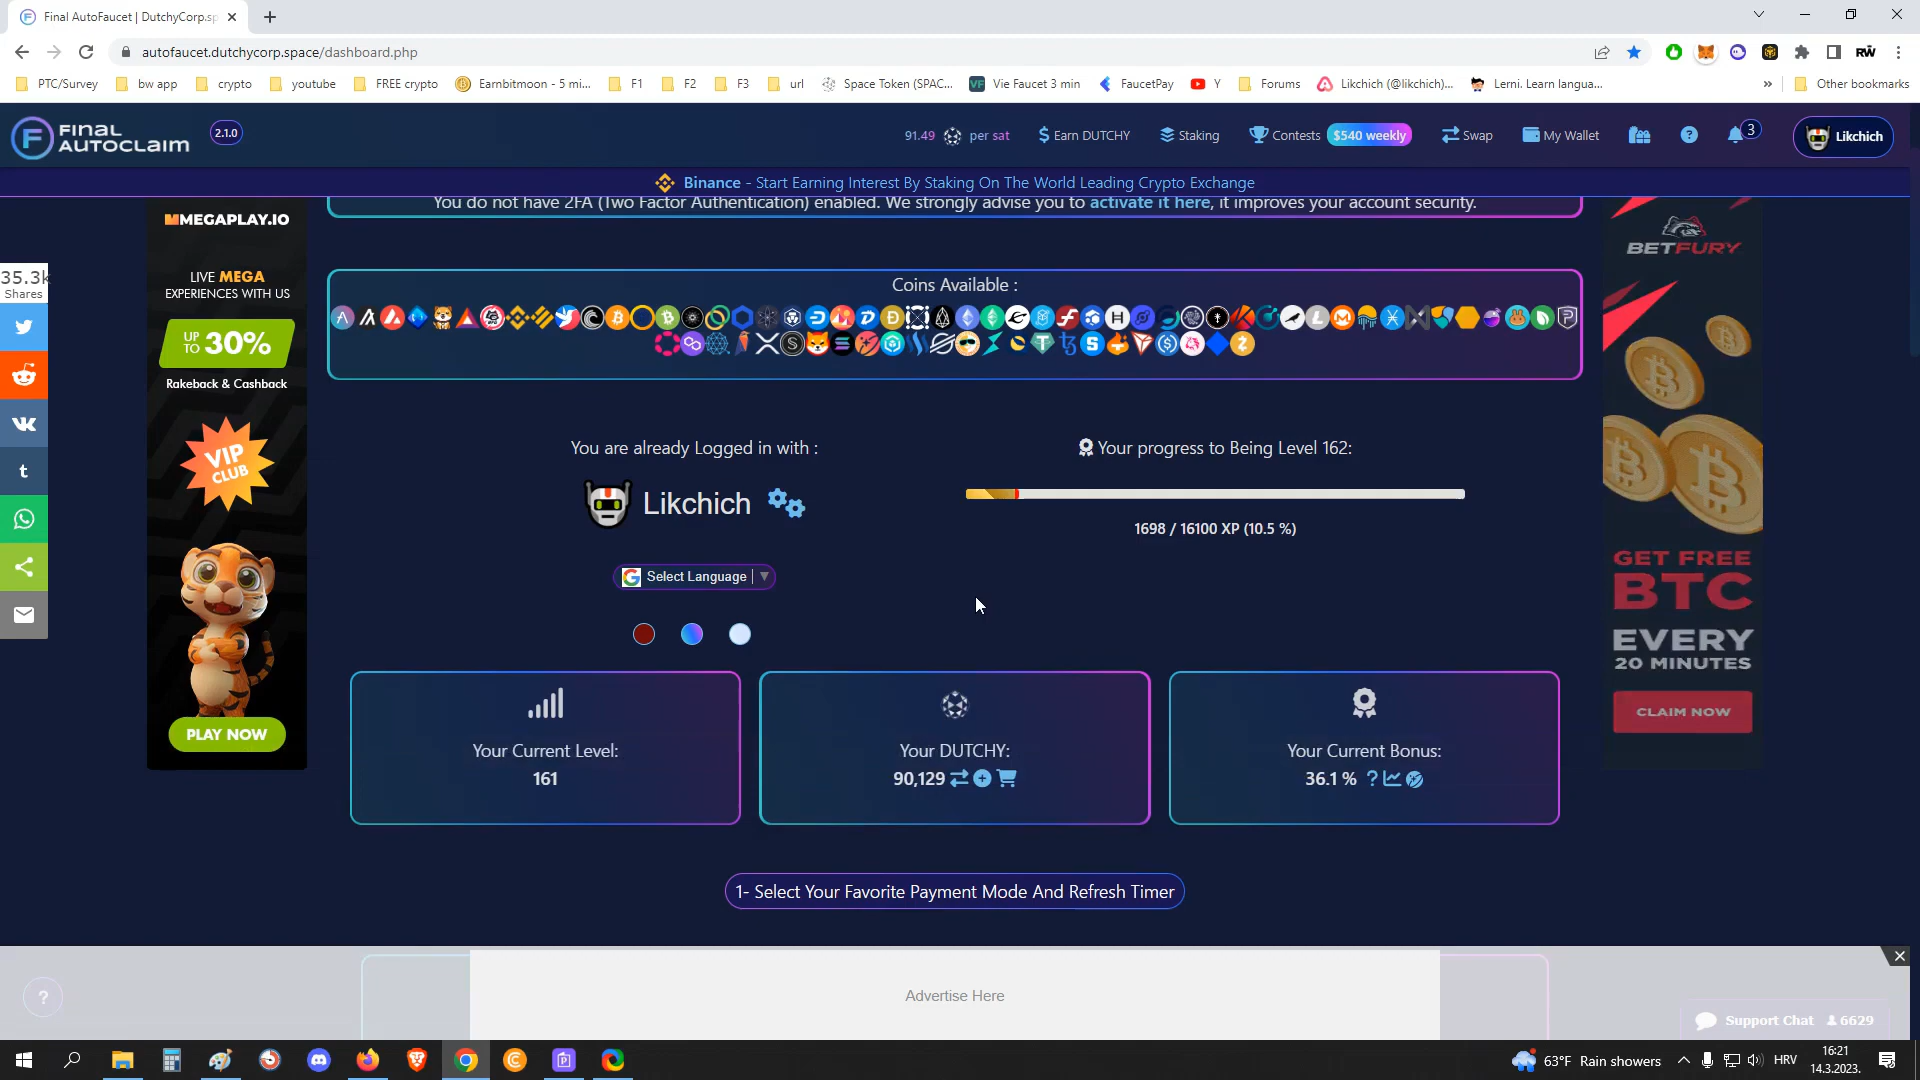 Final AutoFaucet | DutchyCorp.sp
autofaucet.dutchycorp.space/dashboard.php
PTC/Survey
bw app
crypto
youtube
FREE crypto
Earnbitmoon - 5 mi...
F1
F2
F3
url
Space Token (SPAC...
Vie Faucet 3 min
FaucetPay
Y
Forums
Likchich (@likchich)...
Lerni. Learn langua...
»
Other bookmarks
FINAL AUTOCLAIM
2.1.0
91.49 per sat
Earn DUTCHY
Staking
Contests $540 weekly
Swap
My Wallet
3
Likchich
Binance - Start Earning Interest By Staking On The World Leading Crypto Exchange
You do not have 2FA (Two Factor Authentication) enabled. We strongly advise you to activate it here, it improves your account security.
MEGAPLAY.IO
LIVE MEGA
EXPERIENCES WITH US
UP TO 30%
Rakeback & Cashback
VIP CLUB
PLAY NOW
35.3k
Shares
Coins Available :
You are already Logged in with :
Likchich
Select Language | ▼
Your progress to Being Level 162:
1698 / 16100 XP (10.5 %)
Your Current Level:
161
Your DUTCHY:
90,129
Your Current Bonus:
36.1 % ?
1- Select Your Favorite Payment Mode And Refresh Timer
BETFURY
GET FREE
BTC
EVERY
20 MINUTES
CLAIM NOW
Advertise Here
?
Support Chat 6629
63°F Rain showers
HRV
16:21
14.3.2023.